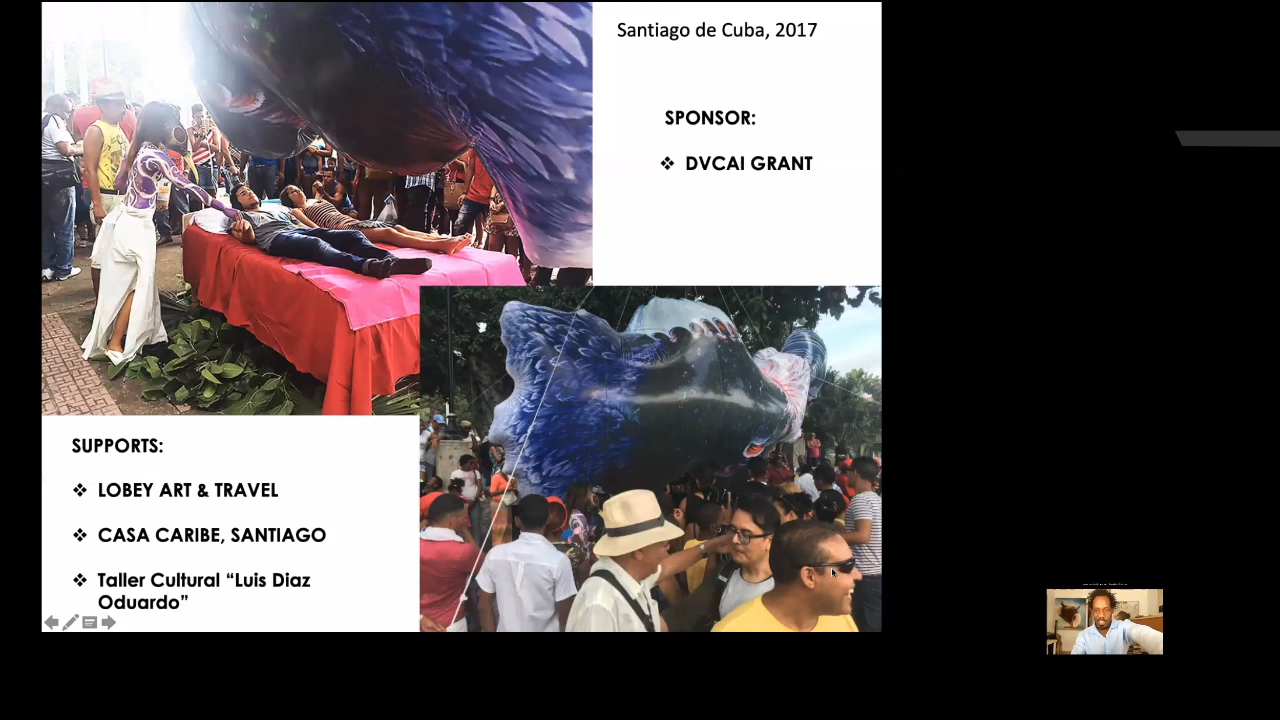 Santiago de Cuba, 2017
SPONSOR:
❖ DVCAI GRANT
SUPPORTS:
❖ LOBEY ART & TRAVEL
❖ CASA CARIBE, SANTIAGO
❖ Taller Cultural “Luis Diaz
Oduardo”